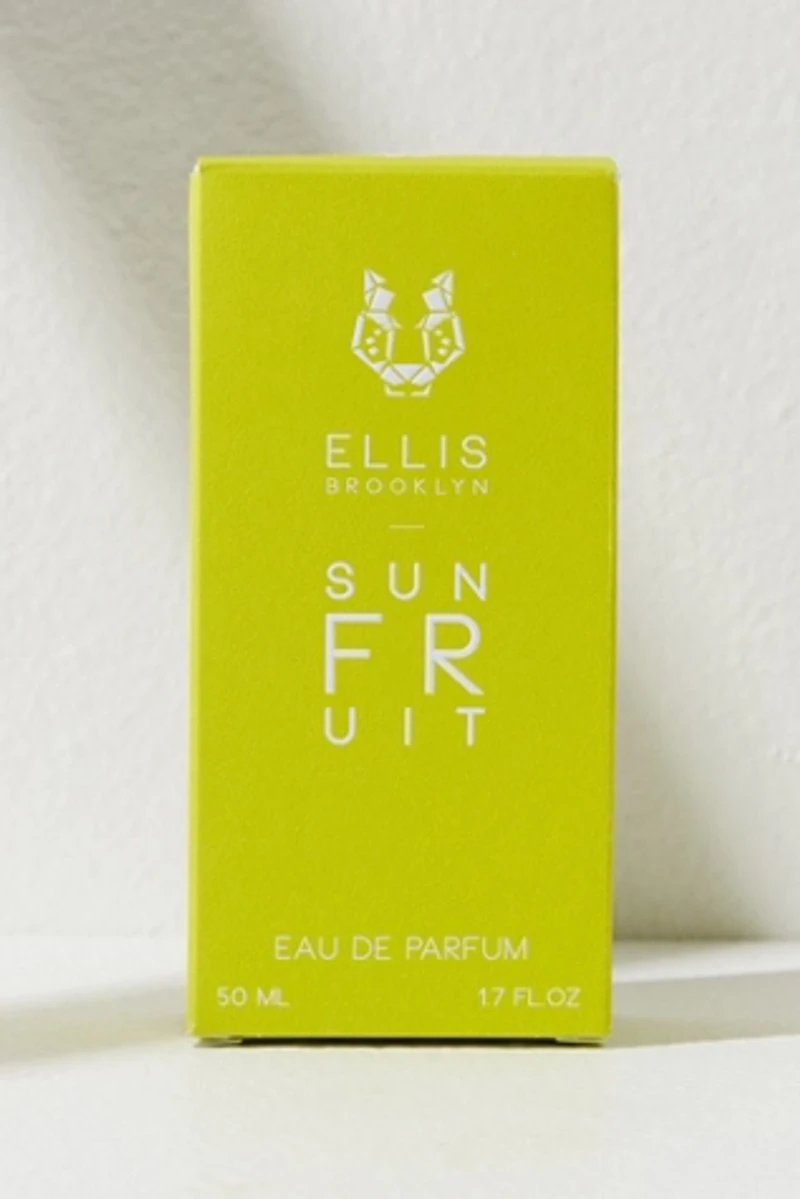 ELLIS
BROOKLYN
SUN
FR
UIT
EAU DE PARFUM
50 ML 1.7 FL.OZ